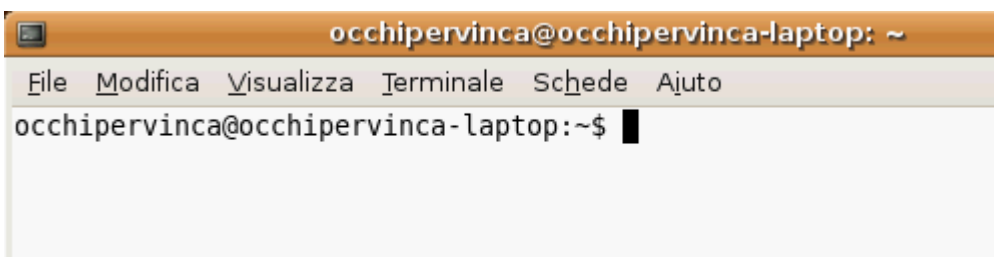 occhipervinca@occhipervinca-laptop: ~
File Modifica Visualizza Terminale Schede Aiuto
occhipervinca@occhipervinca-laptop:~$